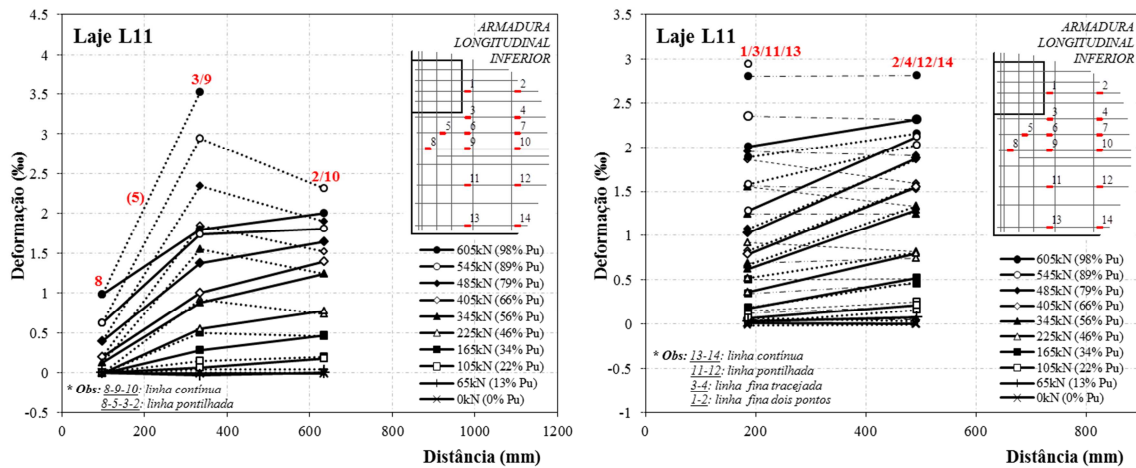 Laje L11
ARMADURA
LONGITUDINAL
INFERIOR
3/9
(5)
2/10
8
1 2
3 4
5 6 7
8 9 10
11 12
13 14
605kN (98% Pu)
545kN (89% Pu)
485kN (79% Pu)
405kN (66% Pu)
345kN (56% Pu)
225kN (46% Pu)
165kN (34% Pu)
105kN (22% Pu)
65kN (13% Pu)
0kN (0% Pu)
* Obs: 8-9-10: linha contínua
8-5-3-2: linha pontilhada
Deformação (‰)
4.5
4
3.5
3
2.5
2
1.5
1
0.5
0
-0.5
0 200 400 600 800 1000 1200
Distância (mm)
Laje L11
ARMADURA
LONGITUDINAL
INFERIOR
1/3/11/13
2/4/12/14
1 2
3 4
5 6 7
8 9 10
11 12
13 14
605kN (98% Pu)
545kN (89% Pu)
485kN (79% Pu)
405kN (66% Pu)
345kN (56% Pu)
225kN (46% Pu)
165kN (34% Pu)
105kN (22% Pu)
65kN (13% Pu)
0kN (0% Pu)
* Obs: 13-14: linha contínua
11-12: linha pontilhada
3-4: linha fina tracejada
1-2: linha fina dois pontos
Deformação (‰)
3.5
3
2.5
2
1.5
1
0.5
0
-0.5
-1
0 200 400 600 800
Distância (mm)